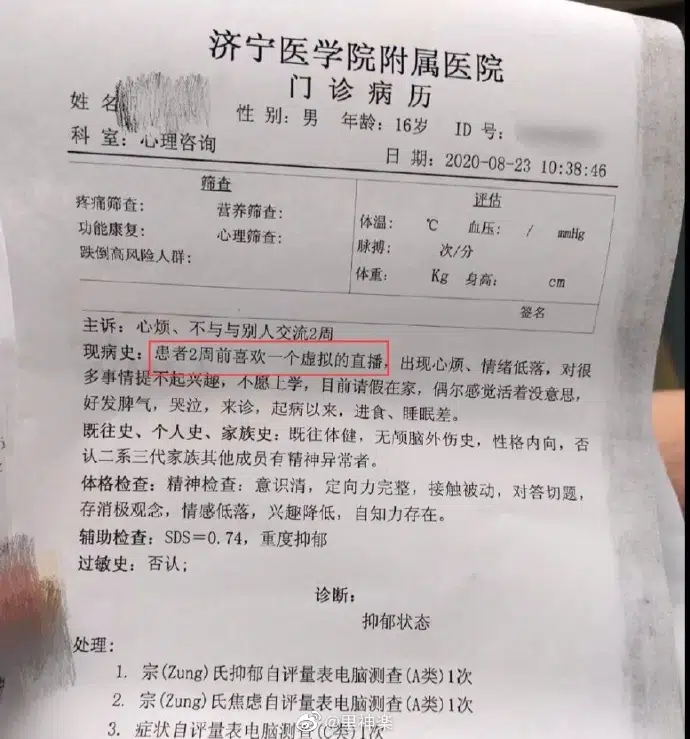 济宁医学院附属医院
门诊病历
姓名 性别：男 年龄：16岁 ID号：
科室：心理咨询 日期：2020-08-23 10:38:46
筛查 评估
疼痛筛查： 营养筛查： 体温： ℃ 血压： / mmHg
功能康复： 心理筛查： 脉搏： 次/分
跌倒高风险人群： 体重： Kg 身高： cm
签名
主诉：心烦、不与与别人交流2周
现病史：患者2周前喜欢一个虚拟的直播，出现心烦、情绪低落，对很
多事情提不起兴趣，不愿上学，目前请假在家，偶尔感觉活着没意思，
好发脾气，哭泣，来诊，起病以来，进食、睡眠差。
既往史、个人史、家族史：既往体健，无颅脑外伤史，性格内向，否
认二系三代家族其他成员有精神异常者。
体格检查：精神检查：意识清，定向力完整，接触被动，对答切题，
存消极观念，情感低落，兴趣降低，自知力存在。
辅助检查：SDS＝0.74，重度抑郁
过敏史：否认；
诊断：
抑郁状态
处理：
1. 宗(Zung)氏抑郁自评量表电脑测查(A类)1次
2. 宗(Zung)氏焦虑自评量表电脑测查(A类)1次
3. 症状自评量表电脑测查(C类)1次
@里神楽